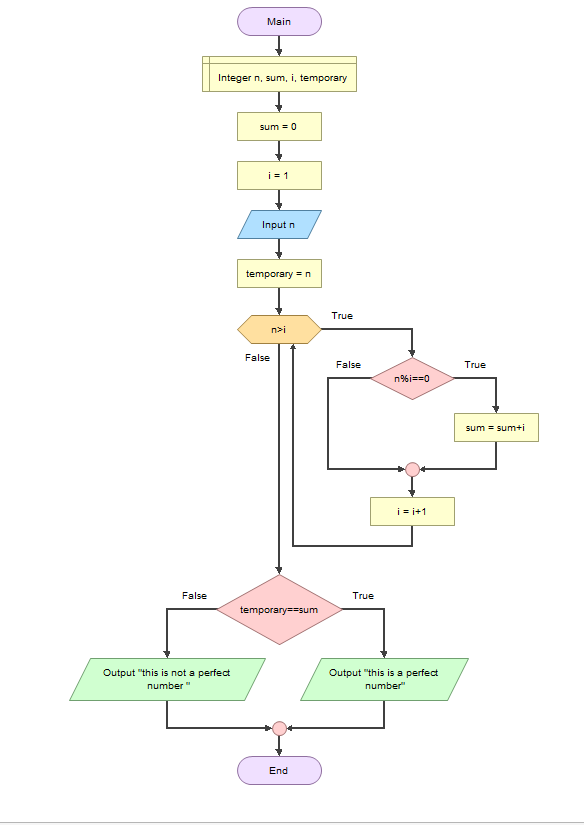 Main
Integer n, sum, i, temporary
sum = 0
i = 1
Input n
temporary = n
n>i
True
False
n%i==0
False
True
sum = sum+i
i = i+1
temporary==sum
False
True
Output "this is not a perfect
number "
Output "this is a perfect
number"
End